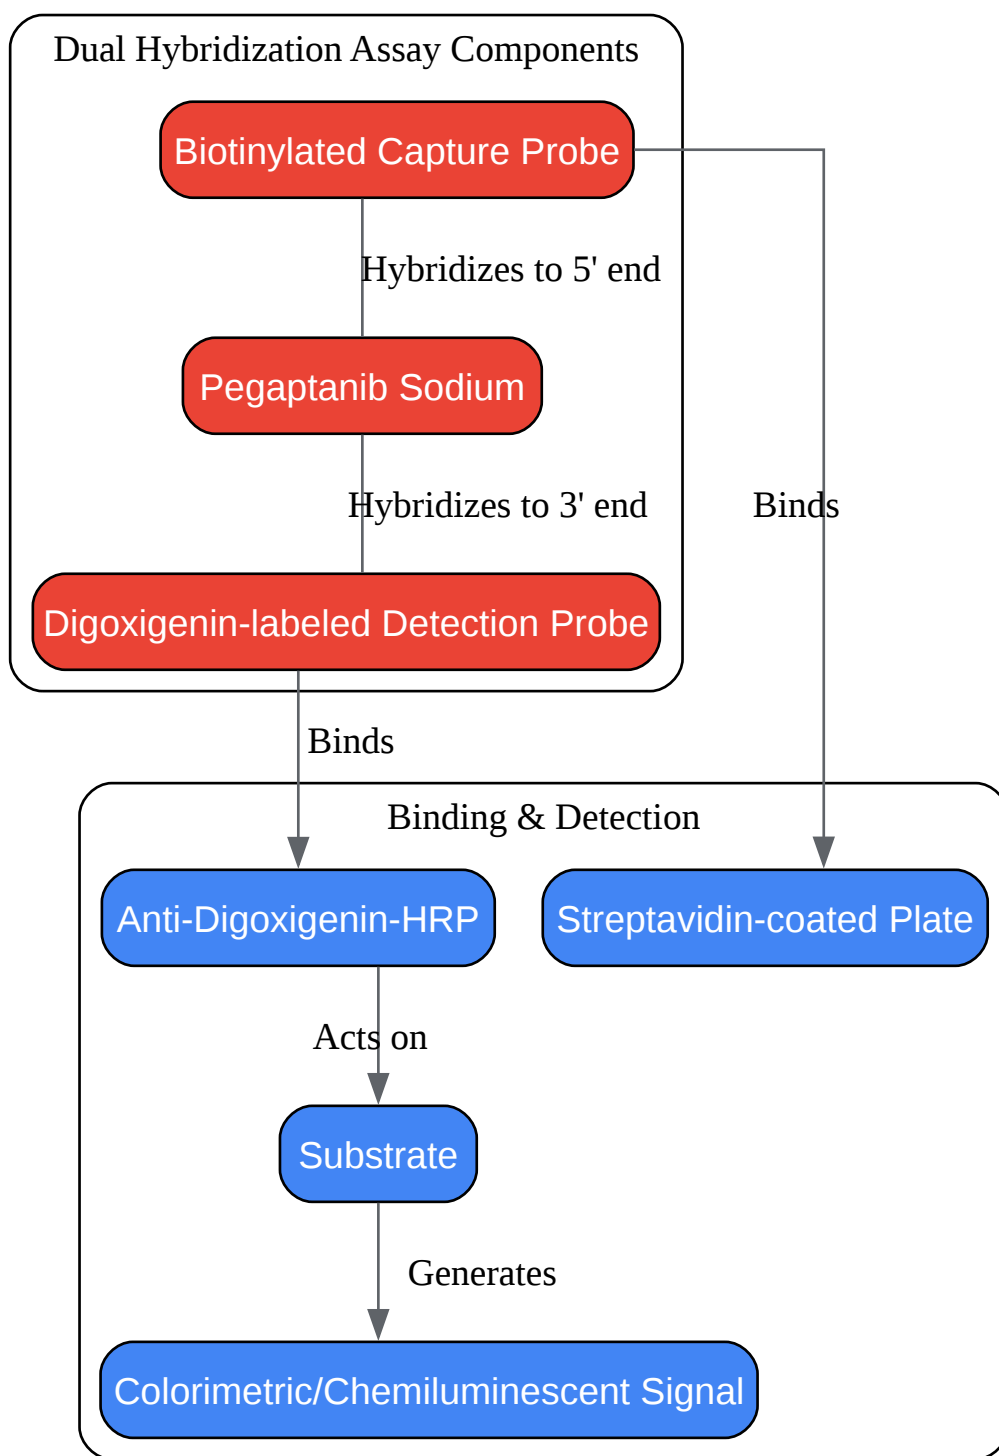 Dual Hybridization Assay Components
Biotinylated Capture Probe
Hybridizes to 5' end
Pegaptanib Sodium
Hybridizes to 3' end
Binds
Digoxigenin-labeled Detection Probe
Binds
Binding & Detection
Anti-Digoxigenin-HRP
Streptavidin-coated Plate
Acts on
Substrate
Generates
Colorimetric/Chemiluminescent Signal